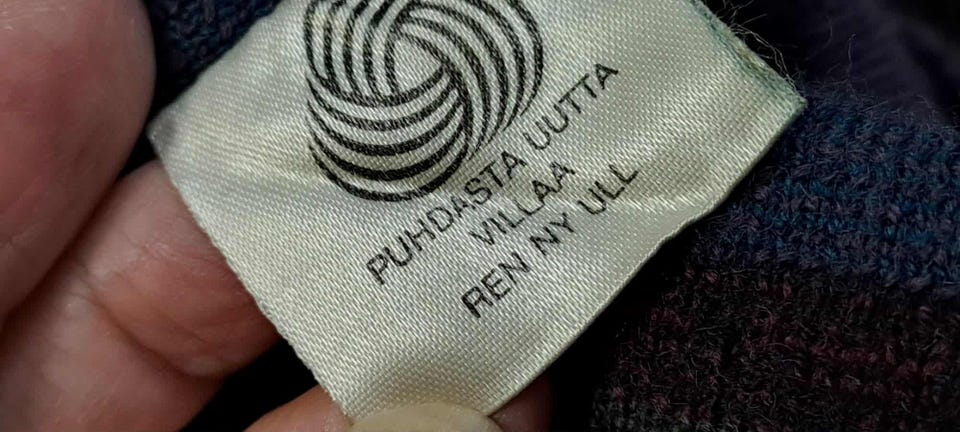 PUHDASTA UUTTA
VILLAA
REN NY ULL